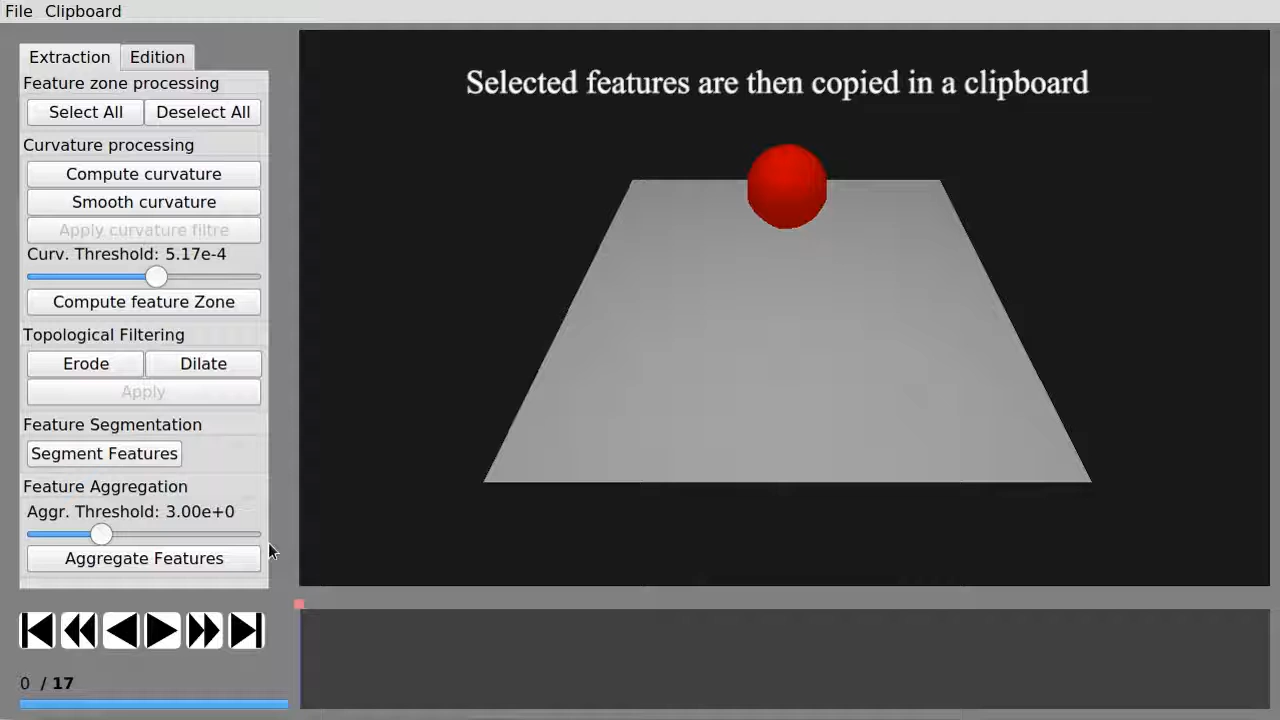 File Clipboard
Extraction Edition
Feature zone processing
Select All Deselect All
Curvature processing
Compute curvature
Smooth curvature
Apply curvature filtre
Curv. Threshold: 5.17e-4
Compute feature Zone
Topological Filtering
Erode Dilate
Apply
Feature Segmentation
Segment Features
Feature Aggregation
Aggr. Threshold: 3.00e+0
Aggregate Features
0 / 17
Selected features are then copied in a clipboard